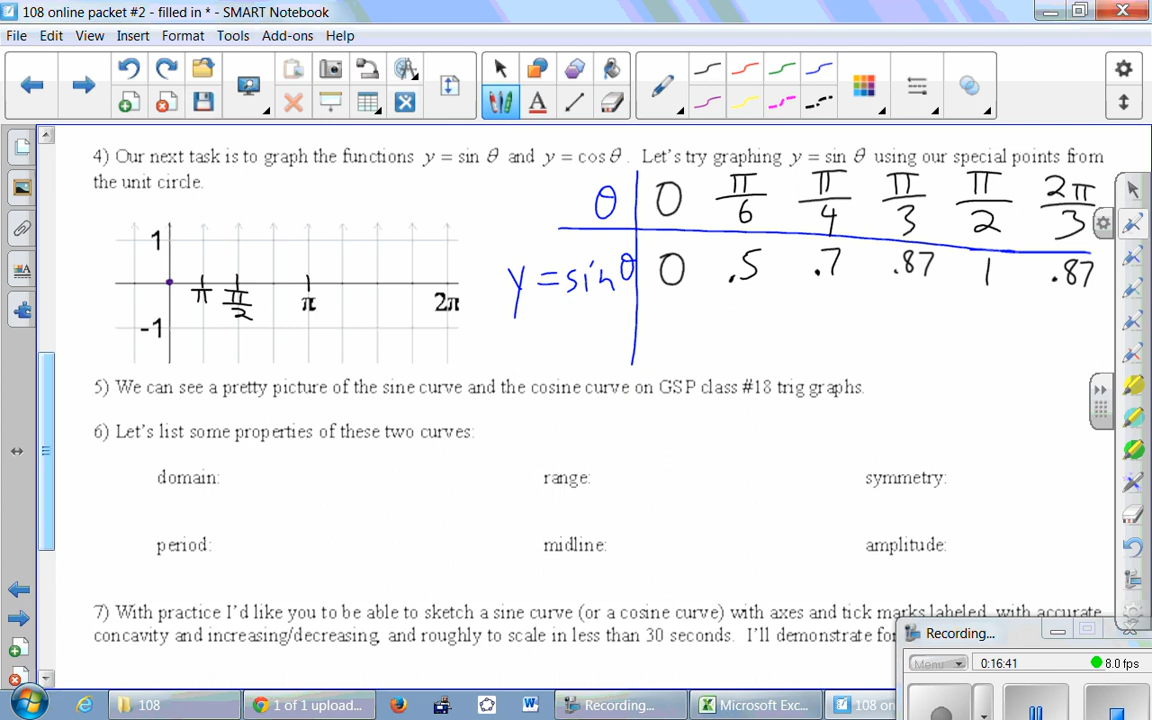 108 online packet #2 - filled in * - SMART Notebook
File Edit View Insert Format Tools Add-ons Help
4) Our next task is to graph the functions y = sin θ and y = cos θ. Let's try graphing y = sin θ using our special points from
the unit circle.
θ 0 π/6 π/4 π/3 π/2 2π/3
y = sin θ 0 .5 .7 .87 1 .87
1
π π/2 π 2π
-1
5) We can see a pretty picture of the sine curve and the cosine curve on GSP class #18 trig graphs.
6) Let's list some properties of these two curves:
domain: range: symmetry:
period: midline: amplitude:
7) With practice I'd like you to be able to sketch a sine curve (or a cosine curve) with axes and tick marks labeled, with accurate
concavity and increasing/decreasing, and roughly to scale in less than 30 seconds. I'll demonstrate for
Recording...
Menu 0:16:41 8.0 fps
108 1 of 1 upload... Recording... Microsoft Exc... 108 on